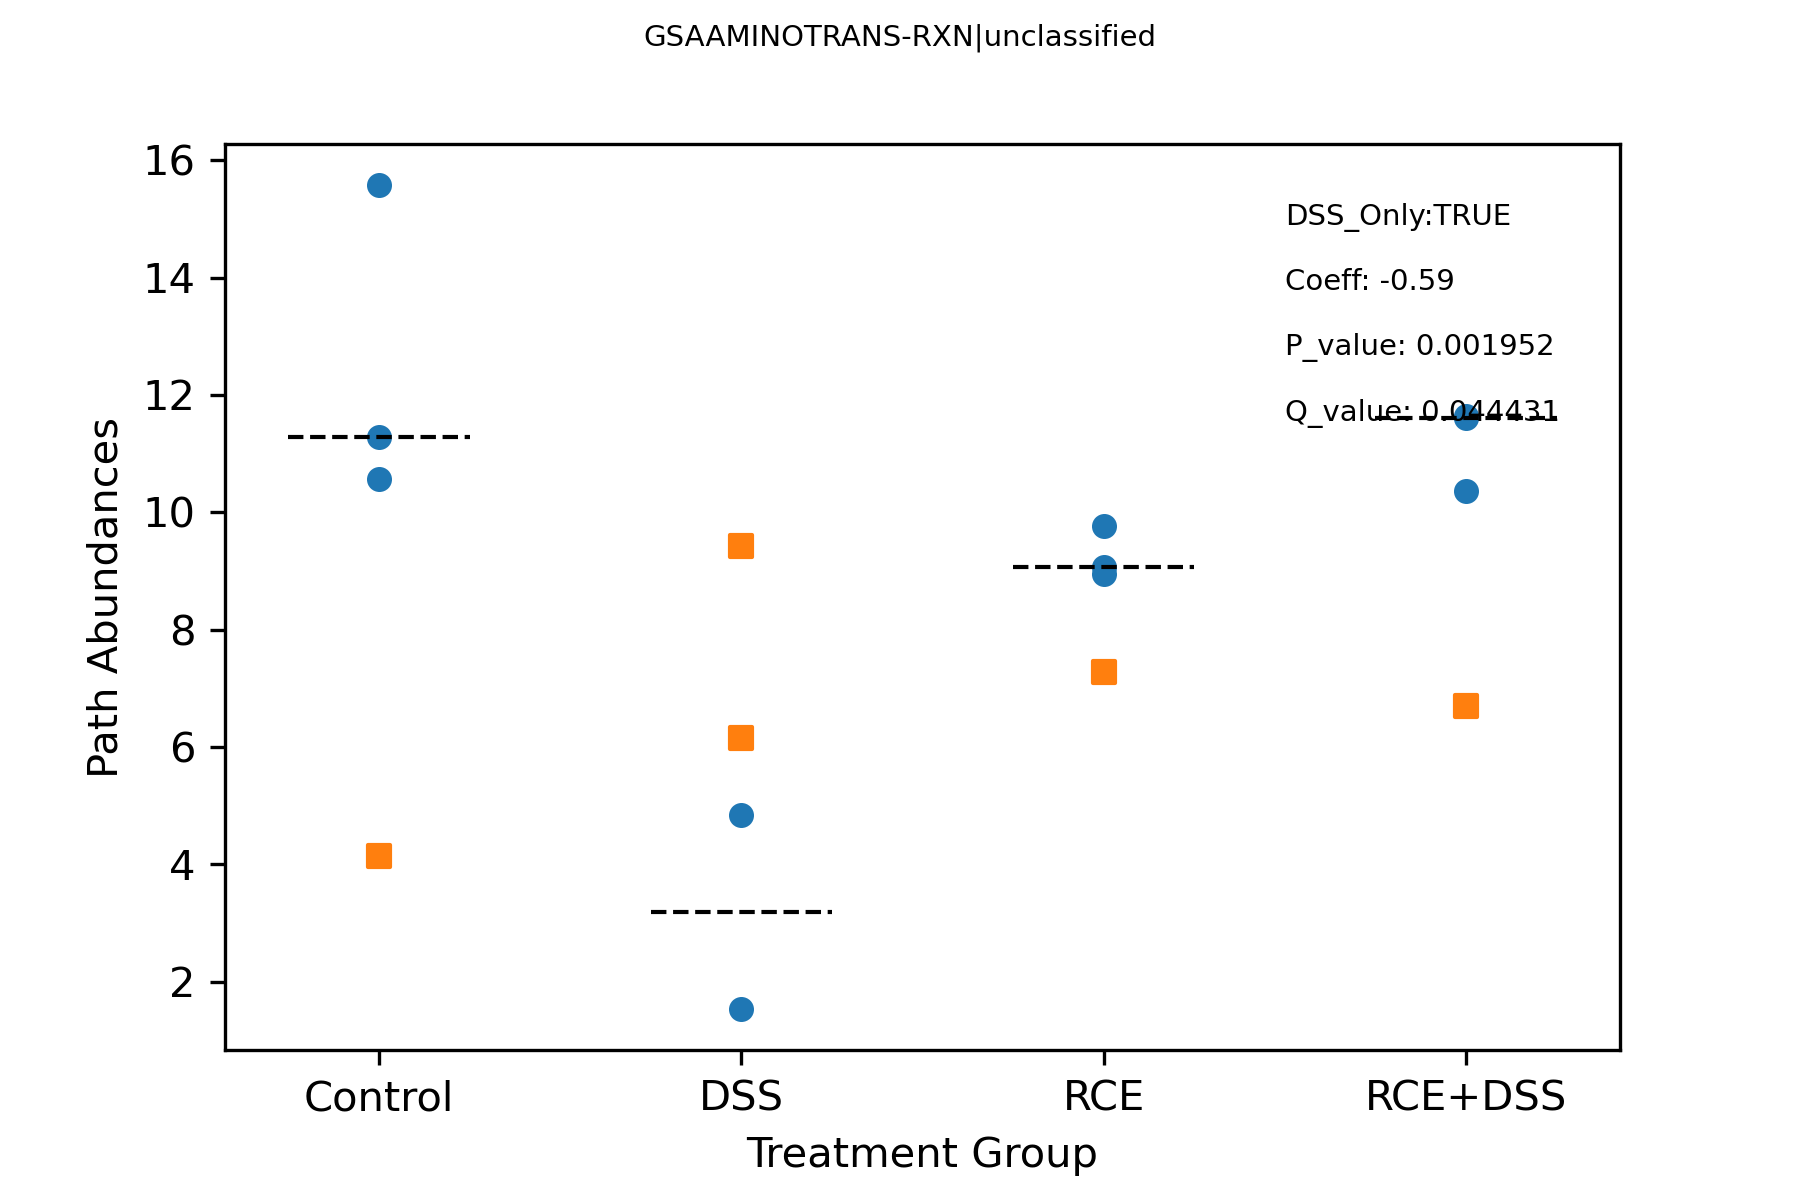 GSAAMINOTRANS-RXN|unclassified
16
14
12
10
8
6
4
2
Path Abundances
DSS_Only:TRUE
Coeff: -0.59
P_value: 0.001952
Q_value: 0.044431
Control DSS RCE RCE+DSS
Treatment Group